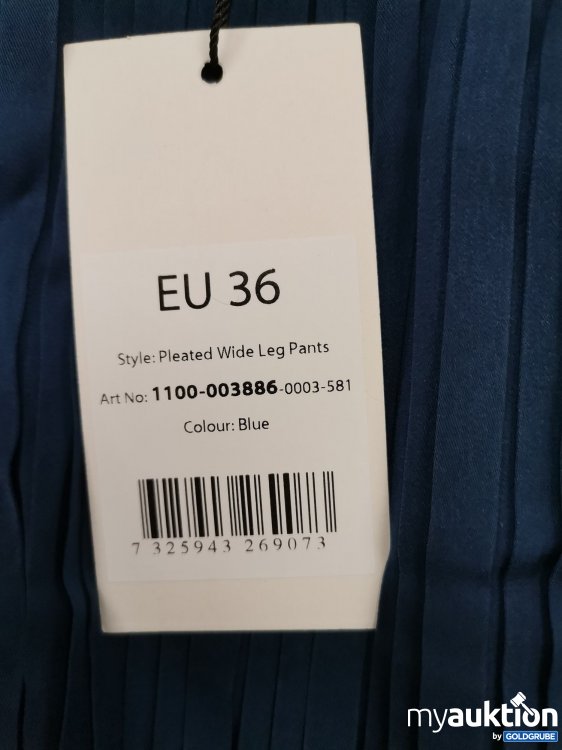 EU 36
Style: Pleated Wide Leg Pants
Art No: 1100-003886-0003-581
Colour: Blue
7 325943 269073
myauktion
by GOLDGRUBE